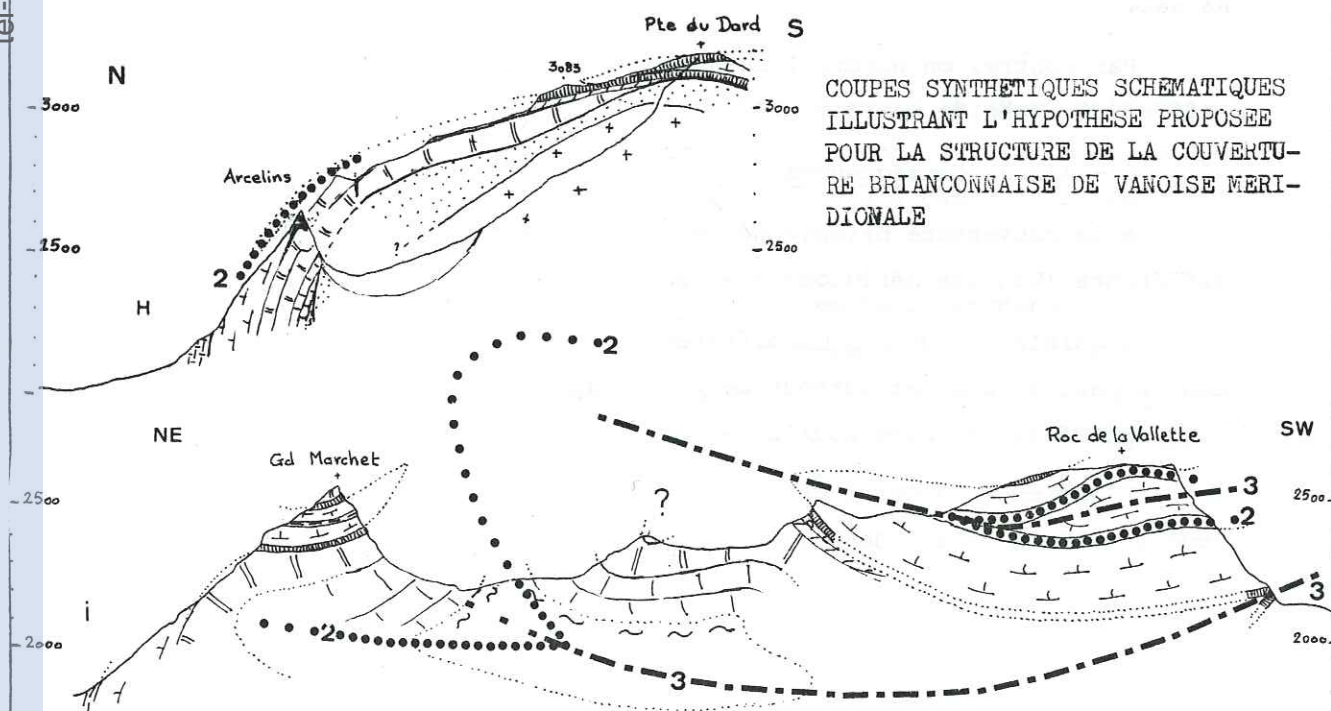 tel-
N
Pte du Dard
S
3083
3000
3000
COUPES SYNTHETIQUES SCHEMATIQUES
ILLUSTRANT L'HYPOTHESE PROPOSEE
POUR LA STRUCTURE DE LA COUVERTU-
RE BRIANCONNAISE DE VANOISE MERI-
DIONALE
Arcelins
2500
2500
?
2
H
2
NE
Gd Marchet
Roc de la Vallette
SW
2500
?
3
2500
2
i
3
2000
2
2000
3